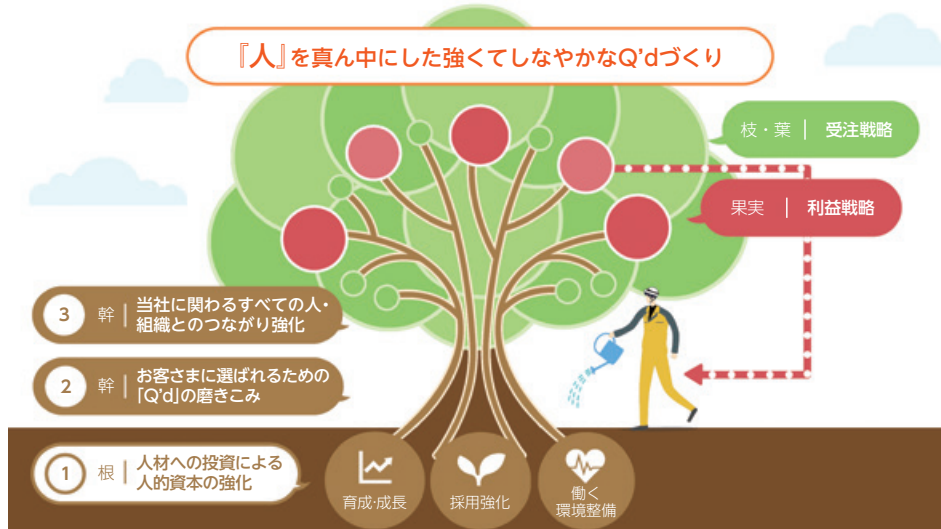 『人』を真ん中にした強くてしなやかなQ’dづくり
枝・葉 | 受注戦略
果実 | 利益戦略
3 幹 | 当社に関わるすべての人・
組織とのつながり強化
2 幹 | お客さまに選ばれるための
「Q’d」の磨きこみ
1 根 | 人材への投資による
人的資本の強化
育成・成長
採用強化
働く
環境整備